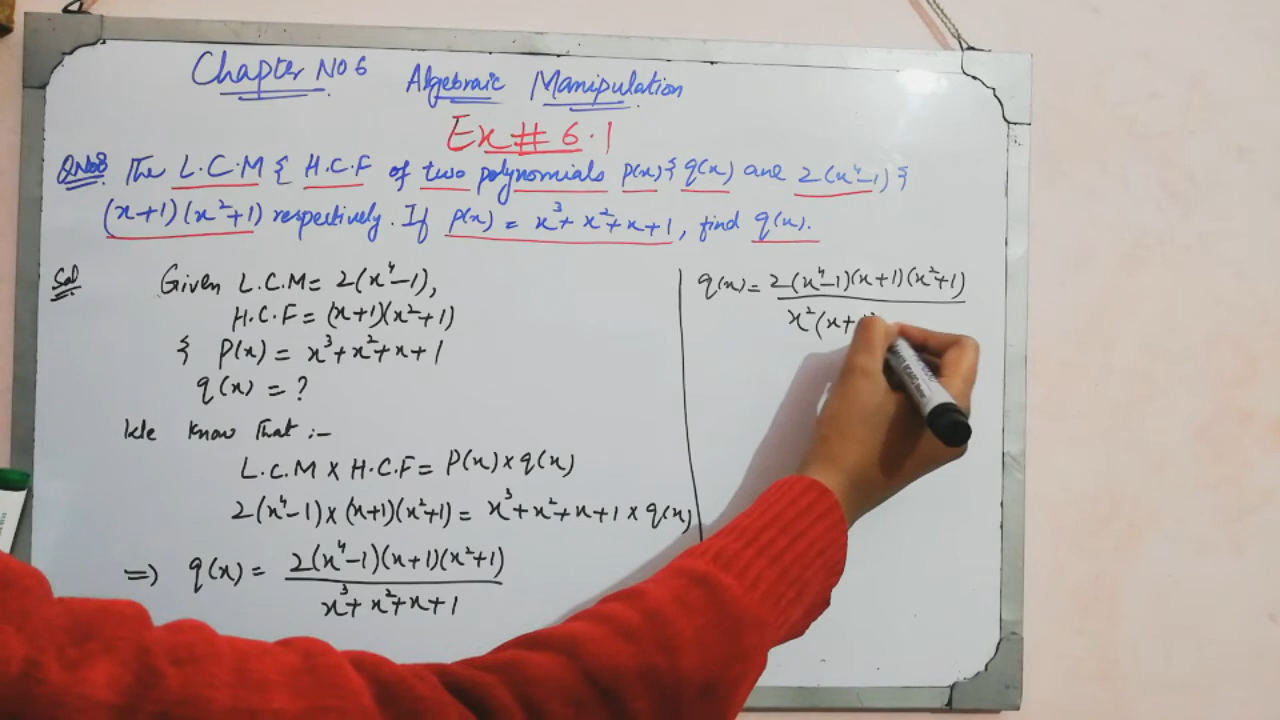 Chapter No 6 Algebraic Manipulation
Ex # 6.1
Q No8 The L.C.M & H.C.F of two polynomials P(x) & q(x) are 2(x⁴-1) &
(x+1)(x²+1) respectively. If P(x) = x³+x²+x+1, find q(x).
Sol Given L.C.M = 2(x⁴-1),
H.C.F = (x+1)(x²+1)
& P(x) = x³+x²+x+1
q(x) = ?
We know that :-
L.C.M × H.C.F = P(x) × q(x)
2(x⁴-1) × (x+1)(x²+1) = x³+x²+x+1 × q(x)
=> q(x) = 2(x⁴-1)(x+1)(x²+1)
x³+x²+x+1
q(x) = 2(x⁴-1)(x+1)(x²+1)
x²(x+